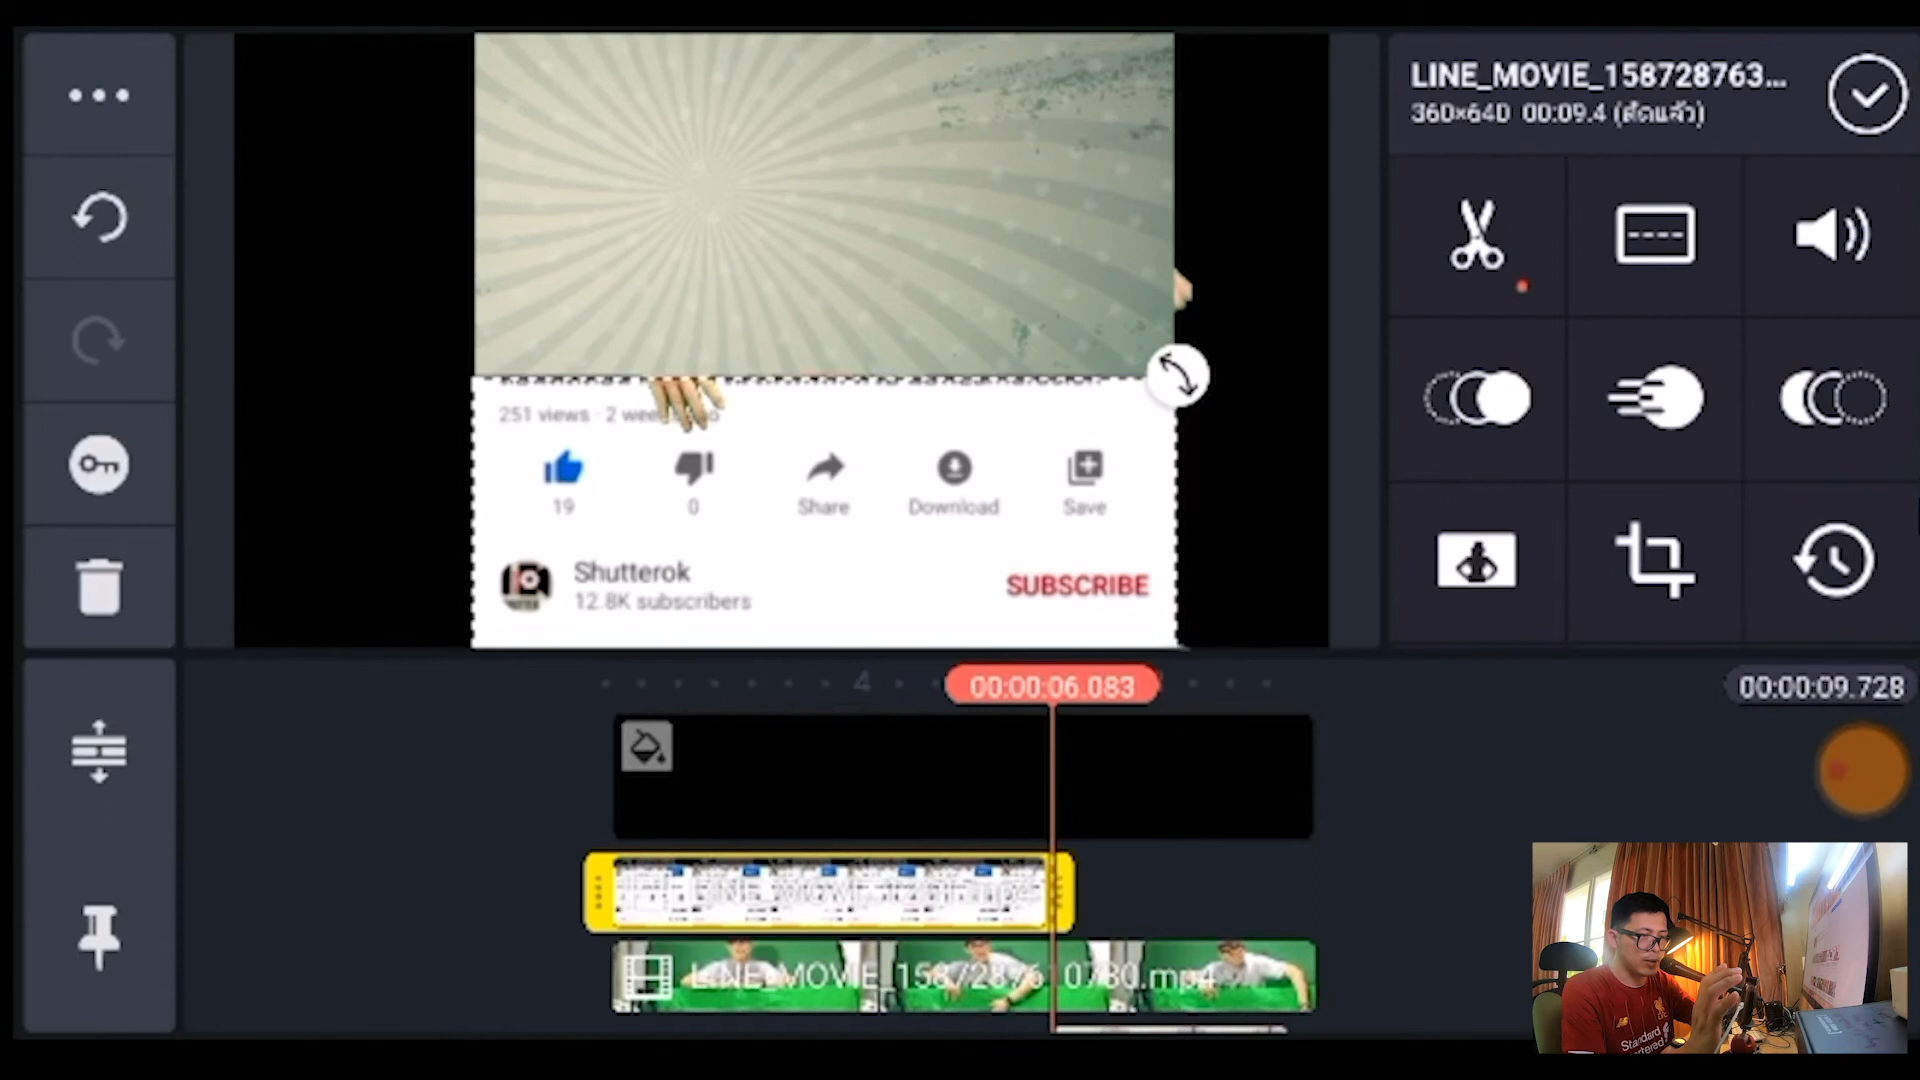 LINE_MOVIE_158728763...
360×640 00:09.4 (ตัดแล้ว)
251 views · 2
19
0
Share
Download
Save
Shutterok
12.8K subscribers
SUBSCRIBE
4
00:00:06.083
00:00:09.728
Standard